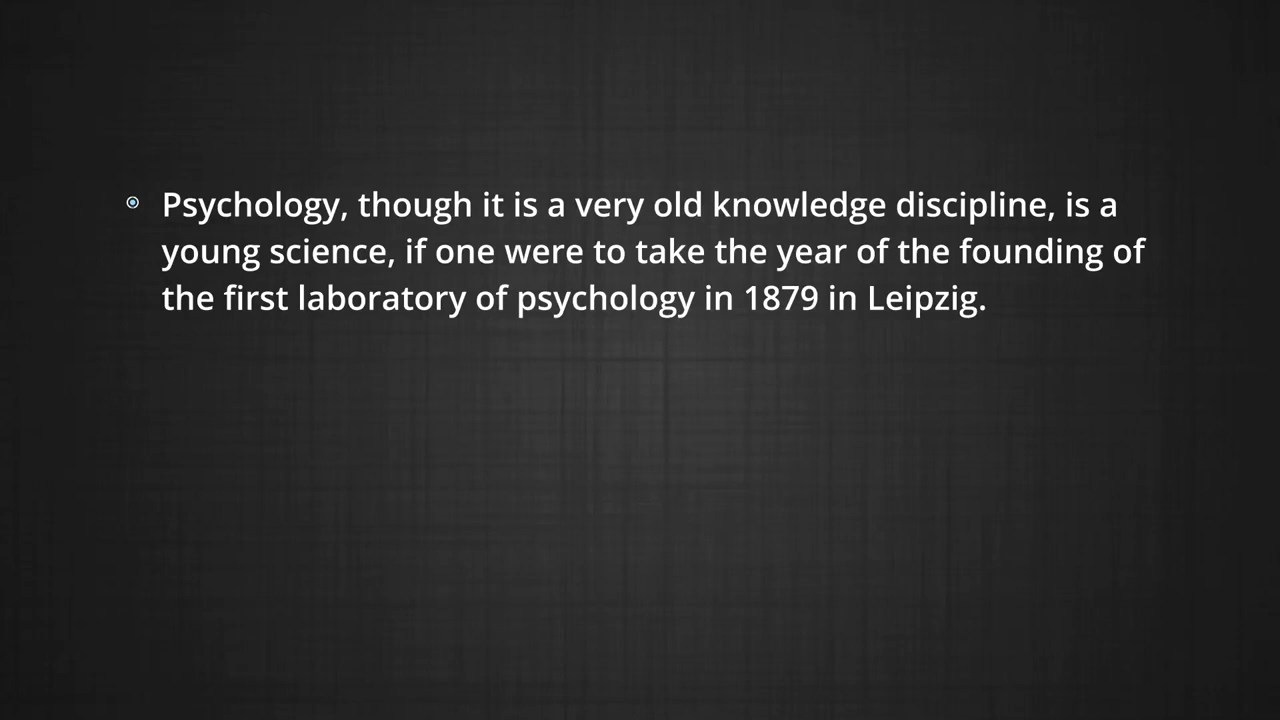 Psychology, though it is a very old knowledge discipline, is a
young science, if one were to take the year of the founding of
the first laboratory of psychology in 1879 in Leipzig.